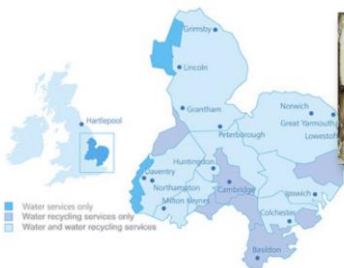 Grimsby
Lincoln
Hartlepool
Grantham
Norwich
Great Yarmouth
Lowestoft
Peterborough
Huntingdon
Daventry
Northampton
Cambridge
Ipswich
Milton Keynes
Colchester
Basildon
Water services only
Water recycling services only
Water and water recycling services